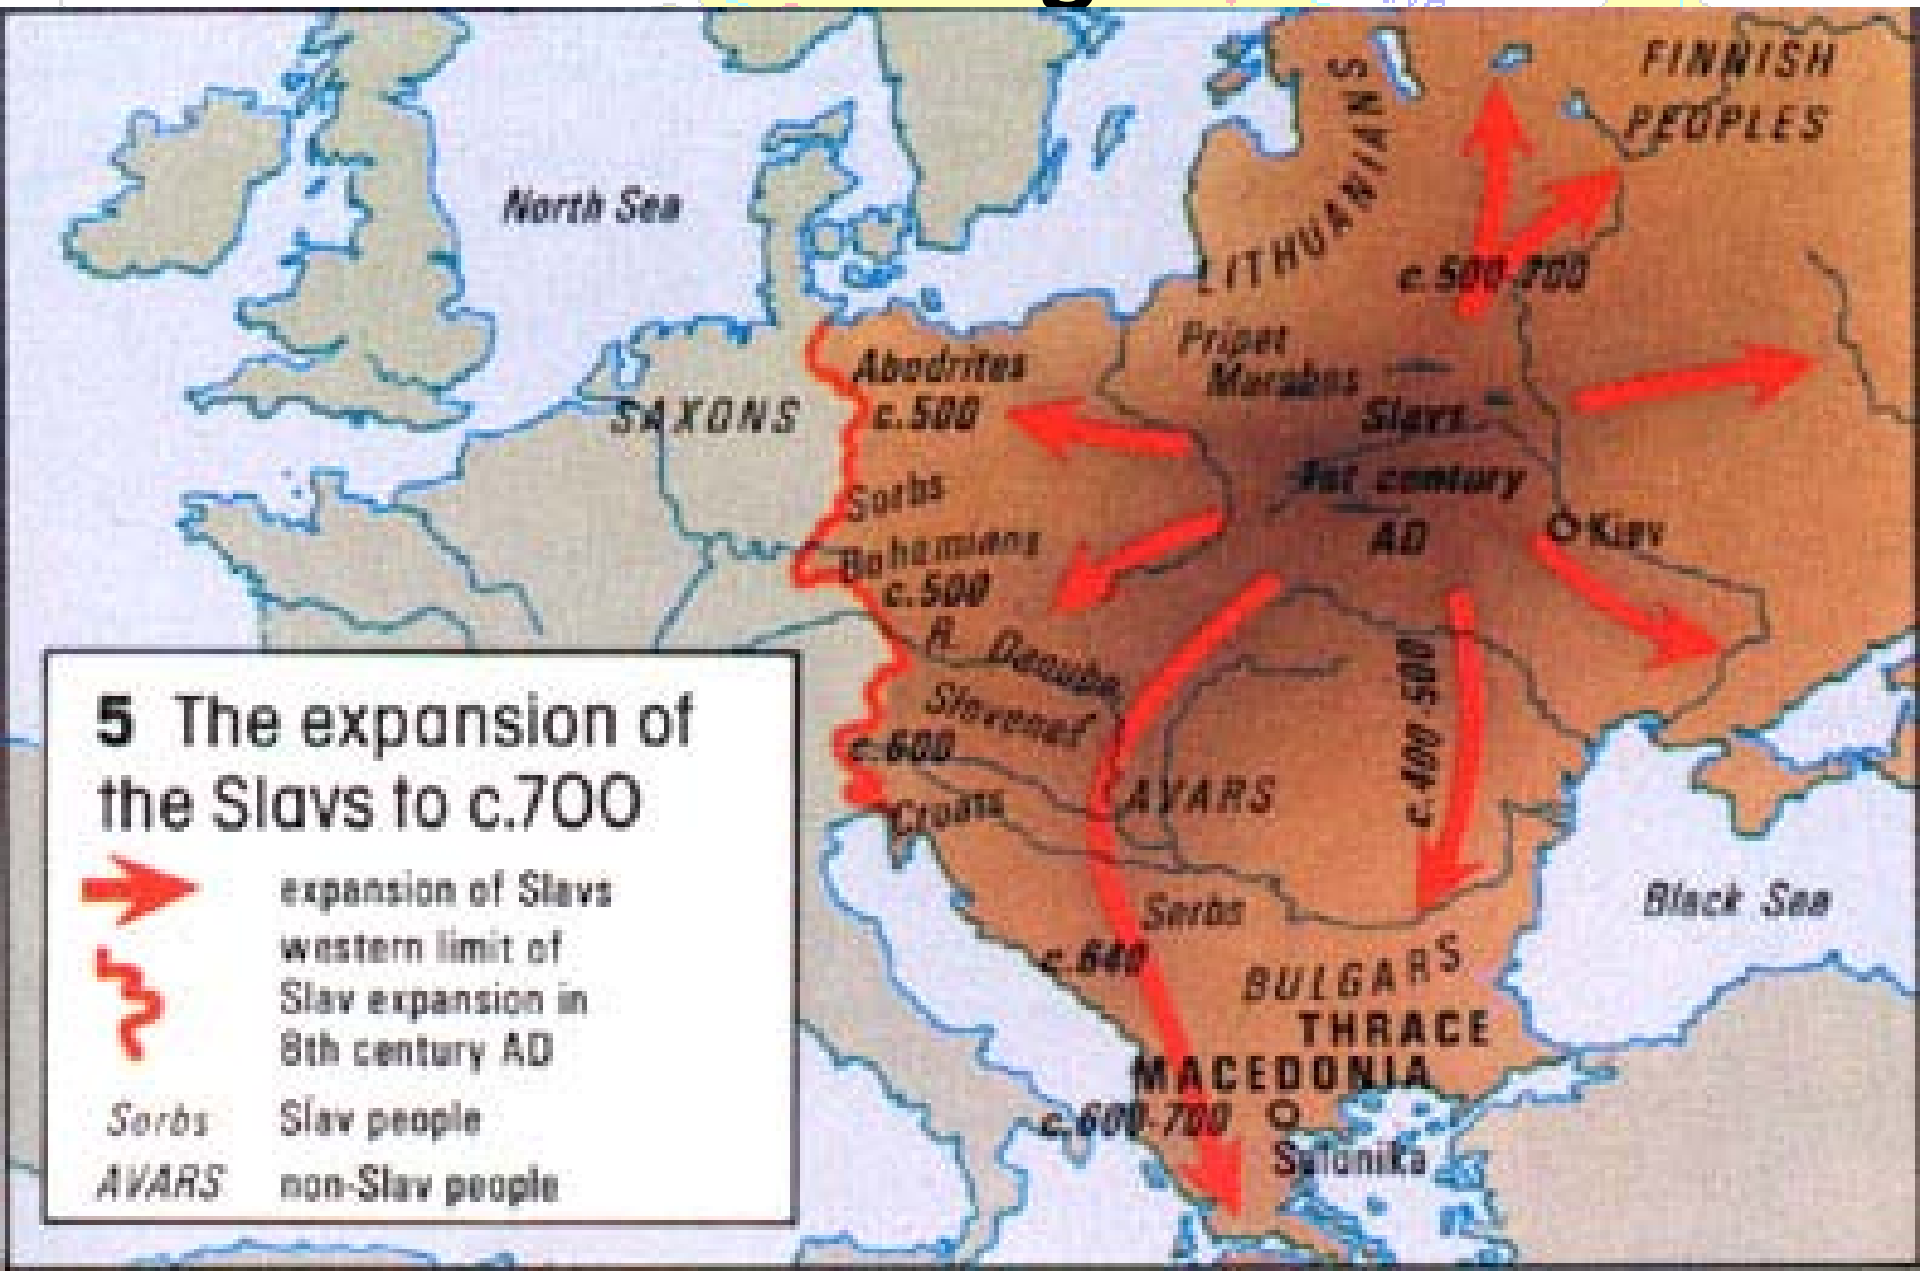 FINNISH
PEOPLES
LITHUANIANS
North Sea
c.500-700
Pripet
Marshes
Abodrites
c.500
SAXONS
Slavs
1st century
AD
Sorbs
Kiev
Bohemians
c.500
R. Danube
c.400-500
Slovenes
c.600
AVARS
Croats
Black Sea
Serbs
c.640
BULGARS
THRACE
MACEDONIA
c.600-700
Salonika
5 The expansion of
the Slavs to c.700
expansion of Slavs
western limit of
Slav expansion in
8th century AD
Sorbs Slav people
AVARS non-Slav people